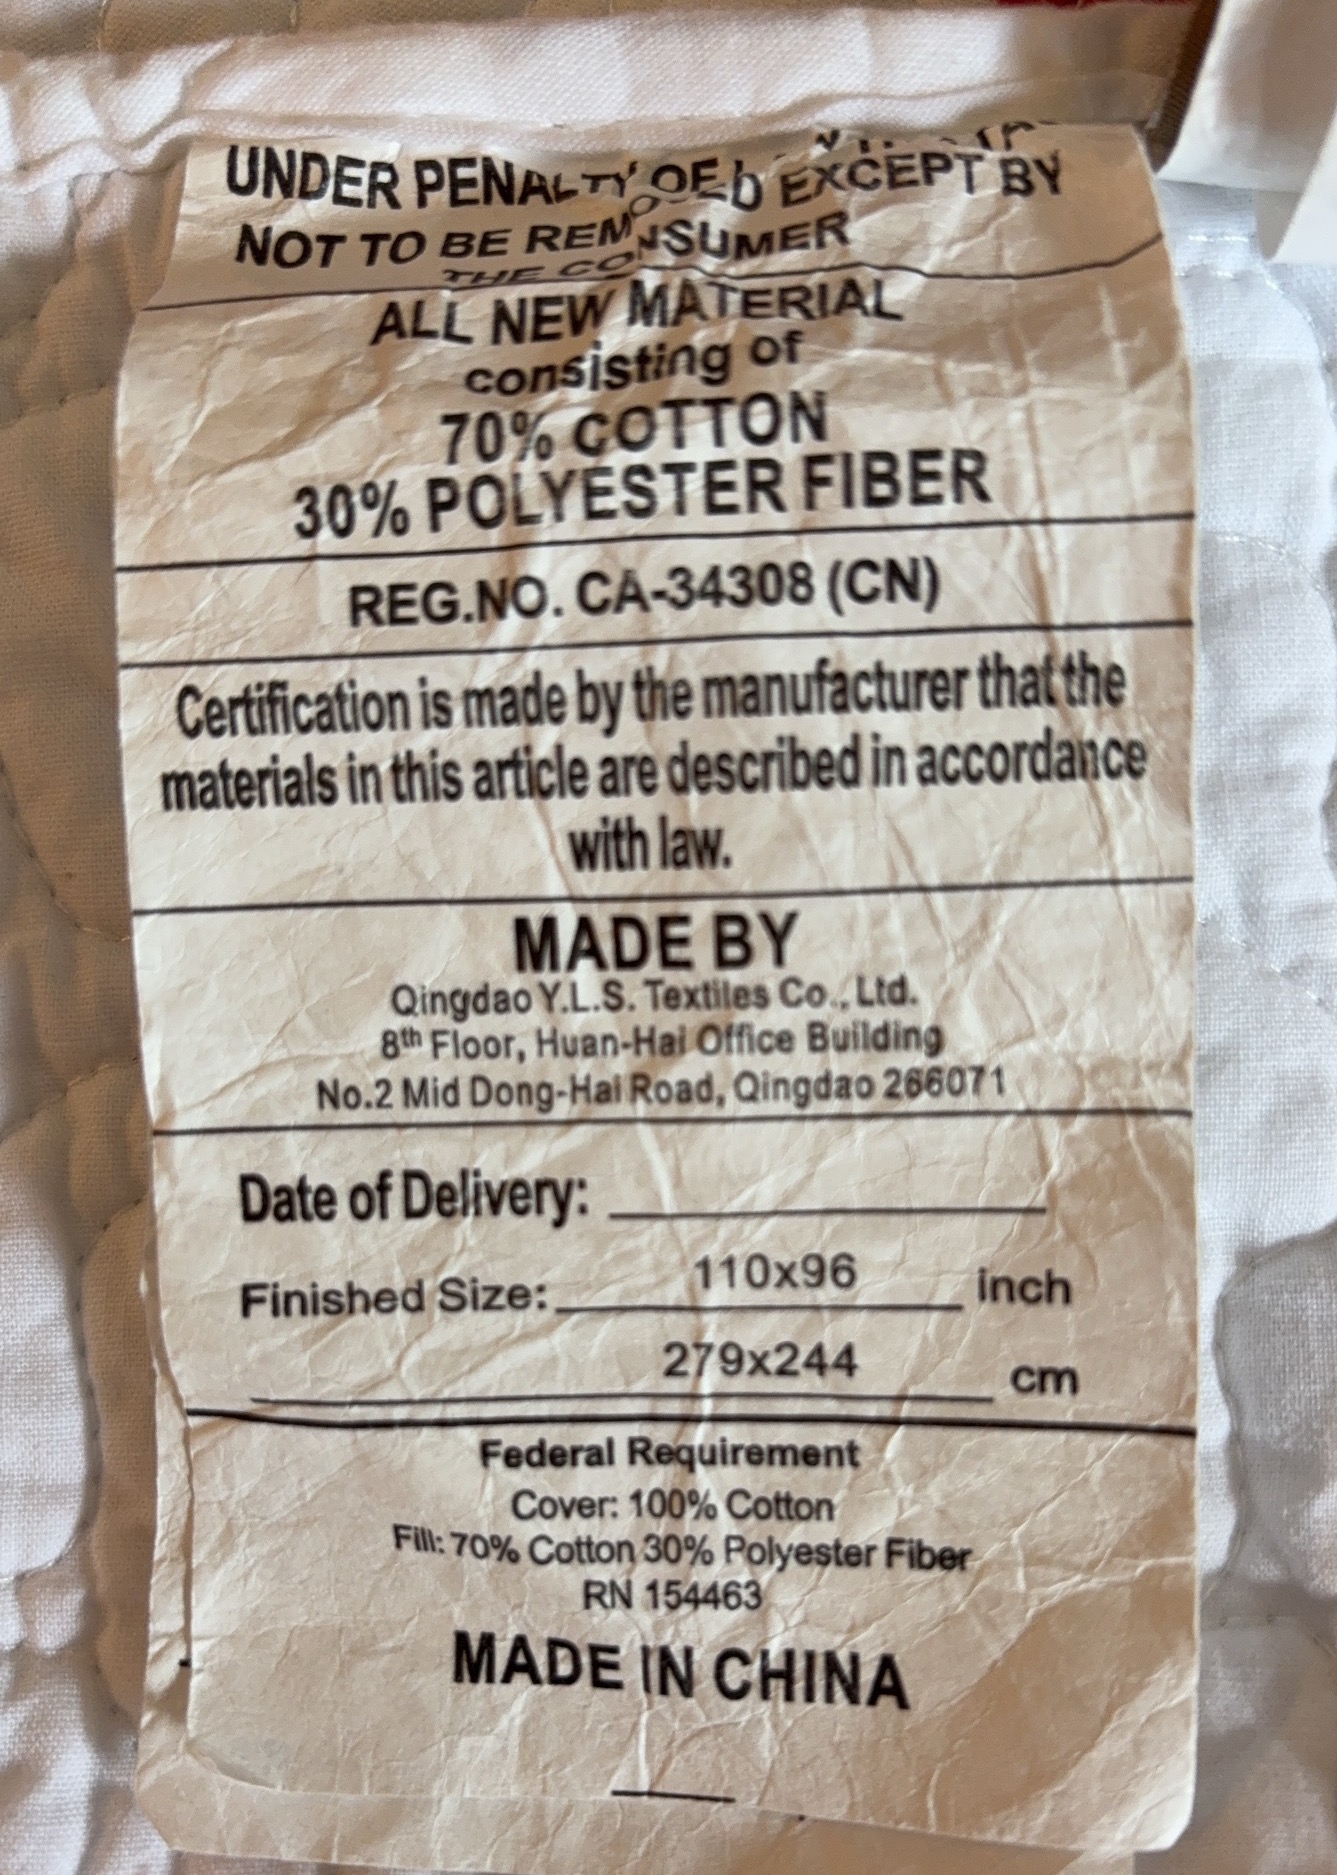 UNDER PENALTY OF
NOT TO BE REMOVED EXCEPT BY
THE CONSUMER
ALL NEW MATERIAL
consisting of
70% COTTON
30% POLYESTER FIBER
REG.NO. CA-34308 (CN)
Certification is made by the manufacturer that the
materials in this article are described in accordance
with law.
MADE BY
Qingdao Y.L.S. Textiles Co., Ltd.
8th Floor, Huan-Hai Office Building
No.2 Mid Dong-Hai Road, Qingdao 266071
Date of Delivery:
Finished Size: 110x96 inch
279x244 cm
Federal Requirement
Cover: 100% Cotton
Fill: 70% Cotton 30% Polyester Fiber
RN 154463
MADE IN CHINA